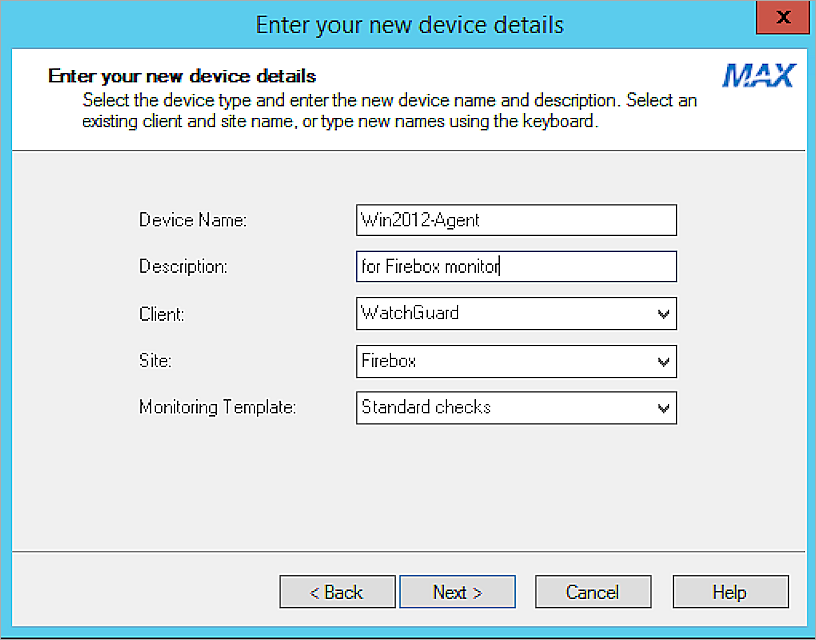 Enter your new device details
X
Enter your new device details
MAX
Select the device type and enter the new device name and description. Select an
existing client and site name, or type new names using the keyboard.
Device Name: Win2012-Agent
Description: for Firebox monitor
Client: WatchGuard
Site: Firebox
Monitoring Template: Standard checks
< Back Next > Cancel Help